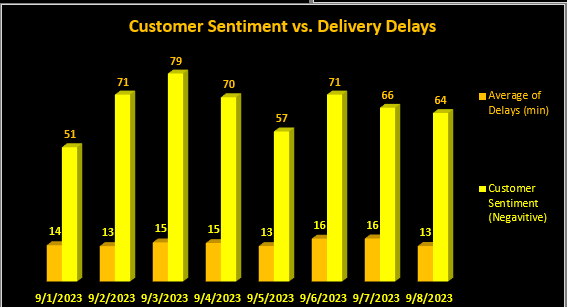 Customer Sentiment vs. Delivery Delays
79
71
70
71
66
64
57
51
14
13
15
15
13
16
16
13
9/1/2023 9/2/2023 9/3/2023 9/4/2023 9/5/2023 9/6/2023 9/7/2023 9/8/2023
Average of
Delays (min)
Customer
Sentiment
(Negavitive)